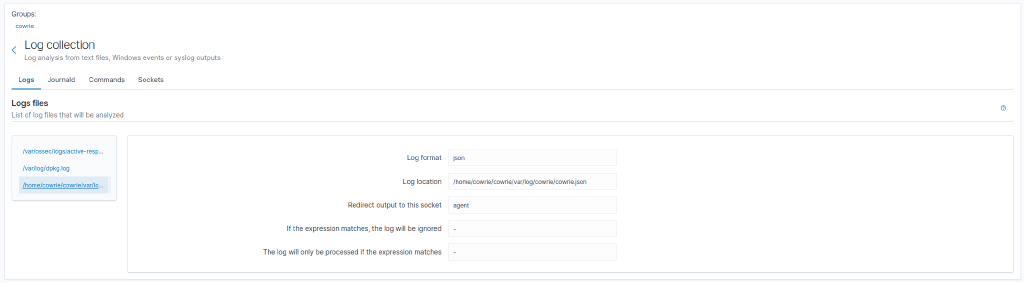 Groups:
cowrie
Log collection
Log analysis from text files, Windows events or syslog outputs
Logs Journald Commands Sockets
Logs files
List of log files that will be analyzed
/var/ossec/logs/active-resp...
/var/log/dpkg.log
/home/cowrie/cowrie/var/lo...
Log format json
Log location /home/cowrie/cowrie/var/log/cowrie/cowrie.json
Redirect output to this socket agent
If the expression matches, the log will be ignored -
The log will only be processed if the expression matches -